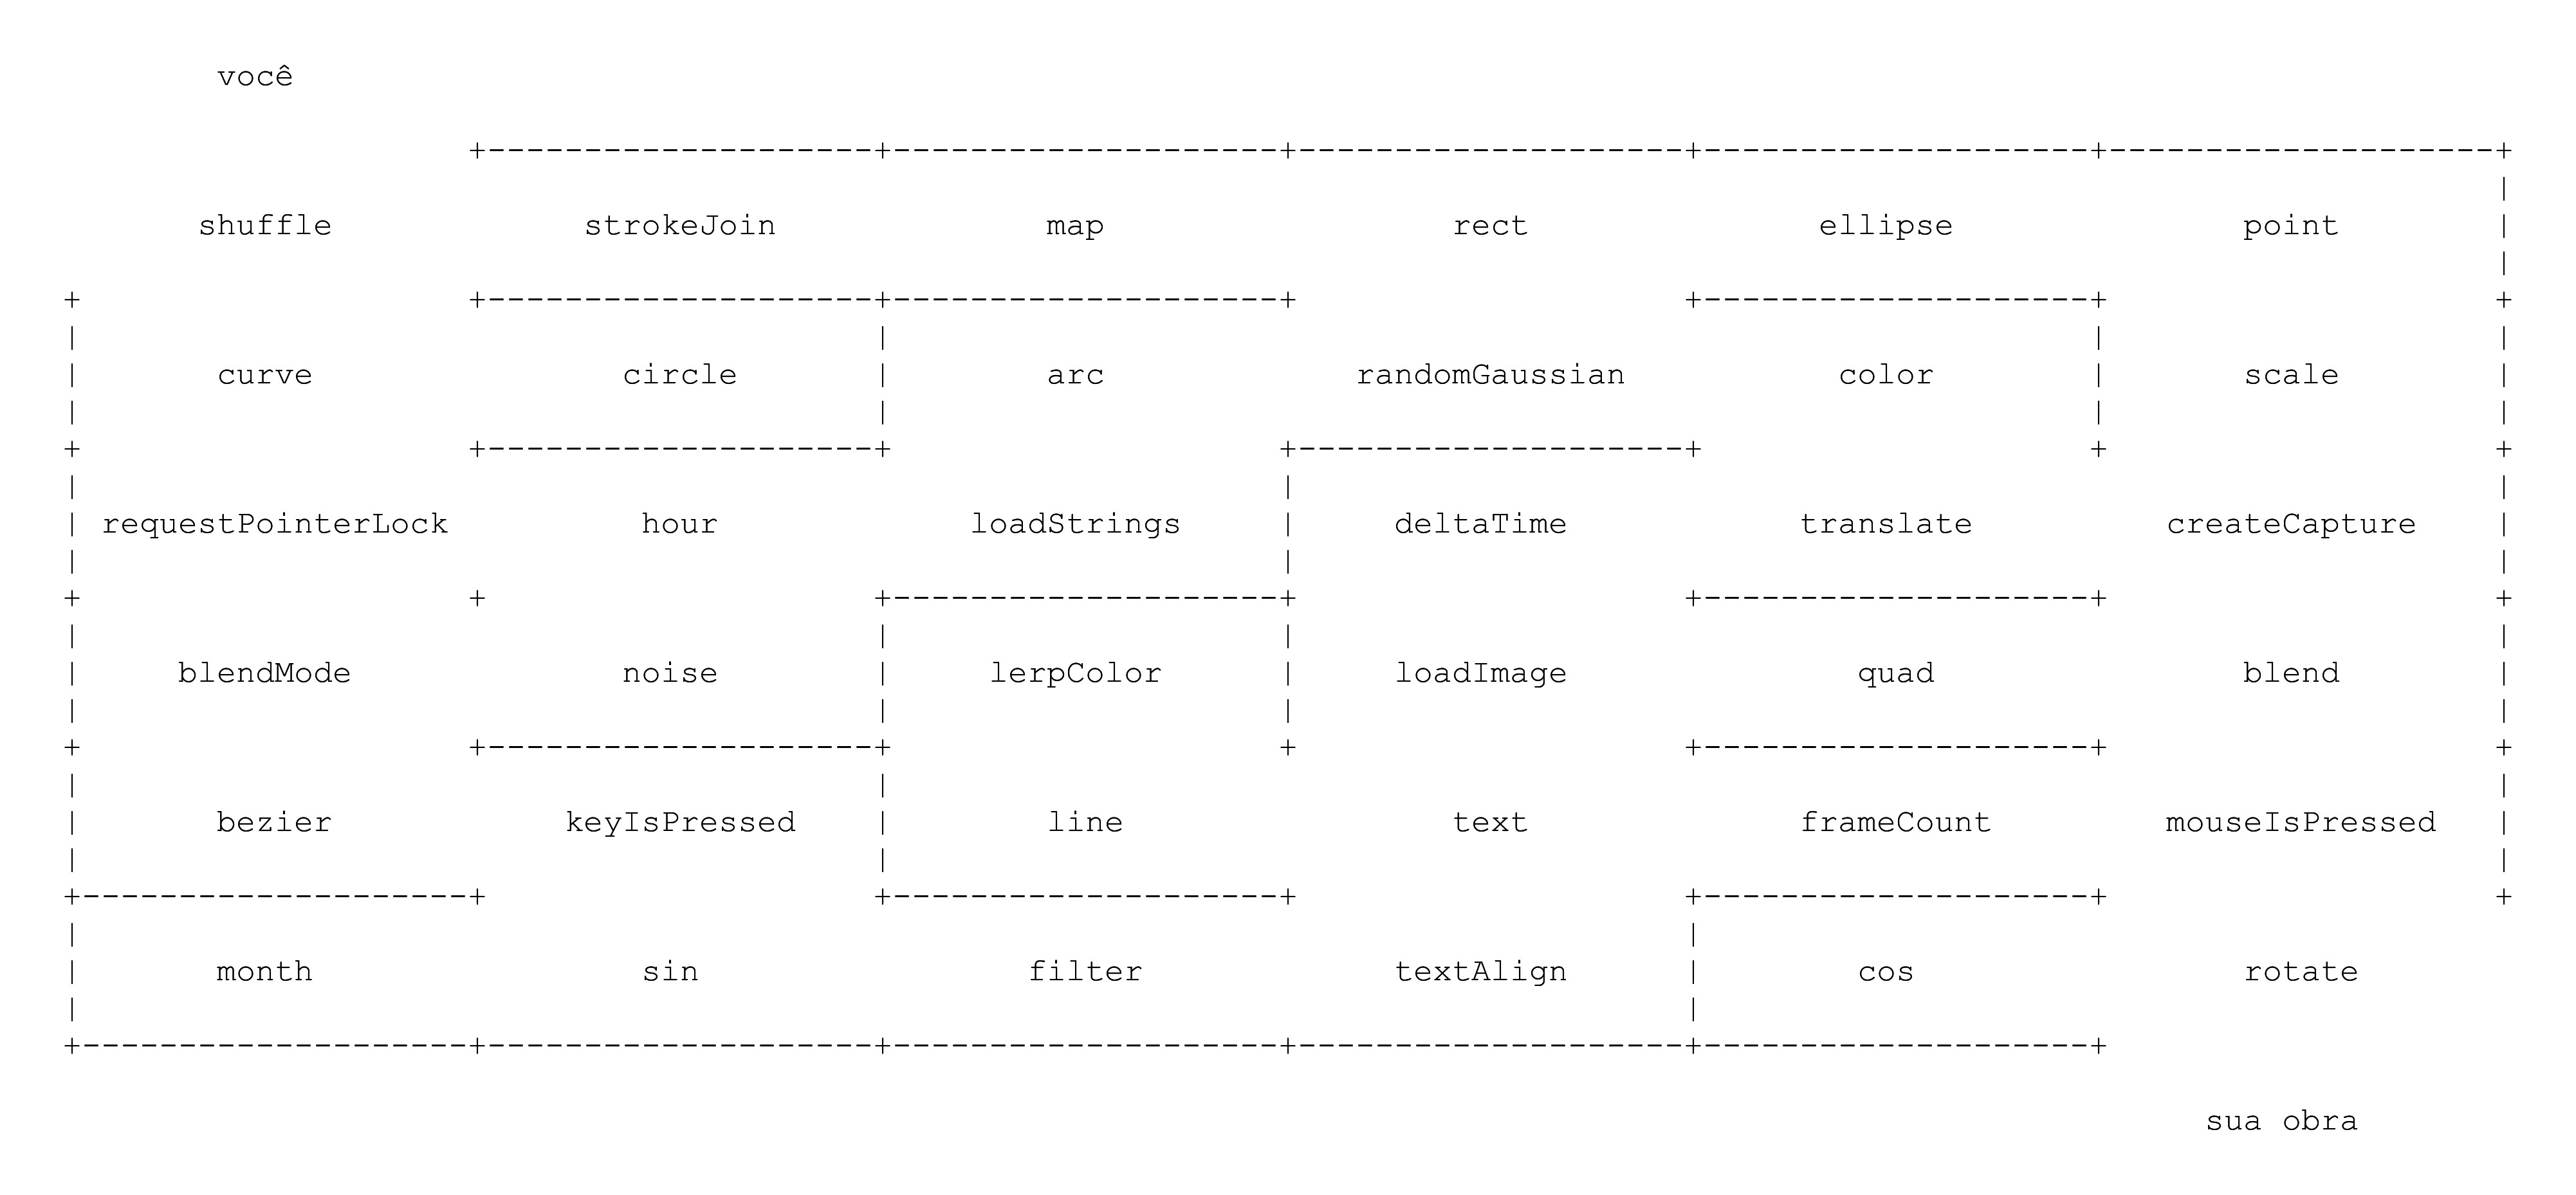 você
shuffle strokeJoin map rect ellipse point
curve circle arc randomGaussian color scale
requestPointerLock hour loadStrings deltaTime translate createCapture
blendMode noise lerpColor loadImage quad blend
bezier keyIsPressed line text frameCount mouseIsPressed
month sin filter textAlign cos rotate
sua obra